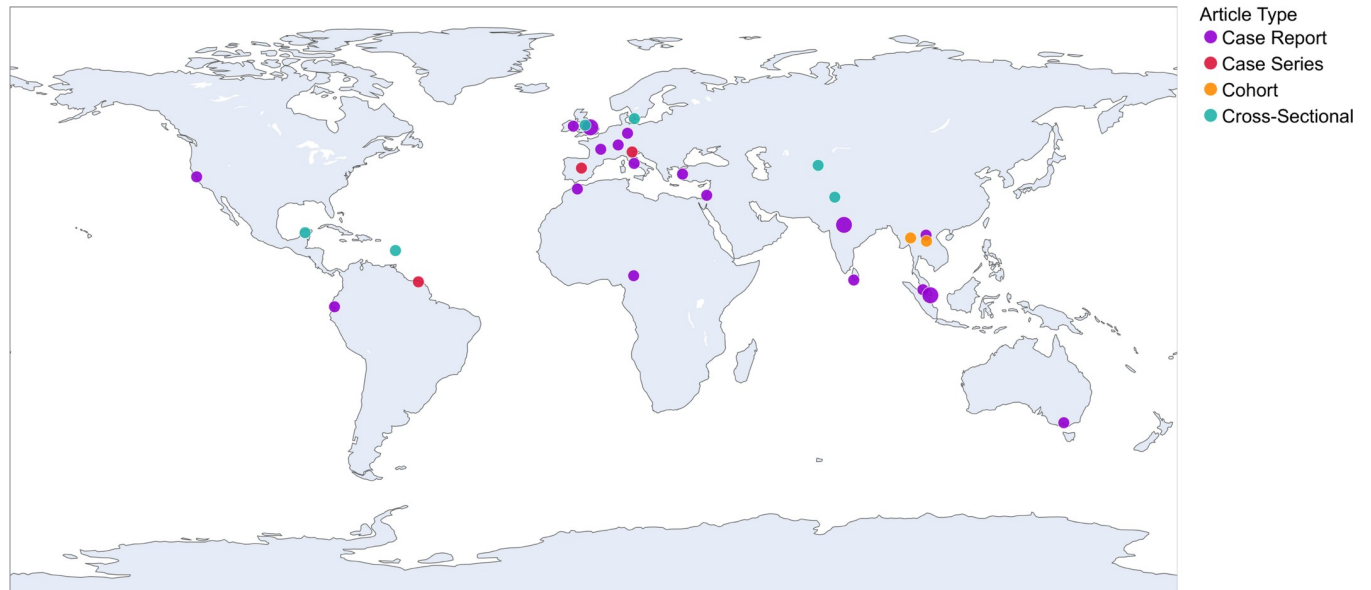 Article Type
Case Report
Case Series
Cohort
Cross-Sectional